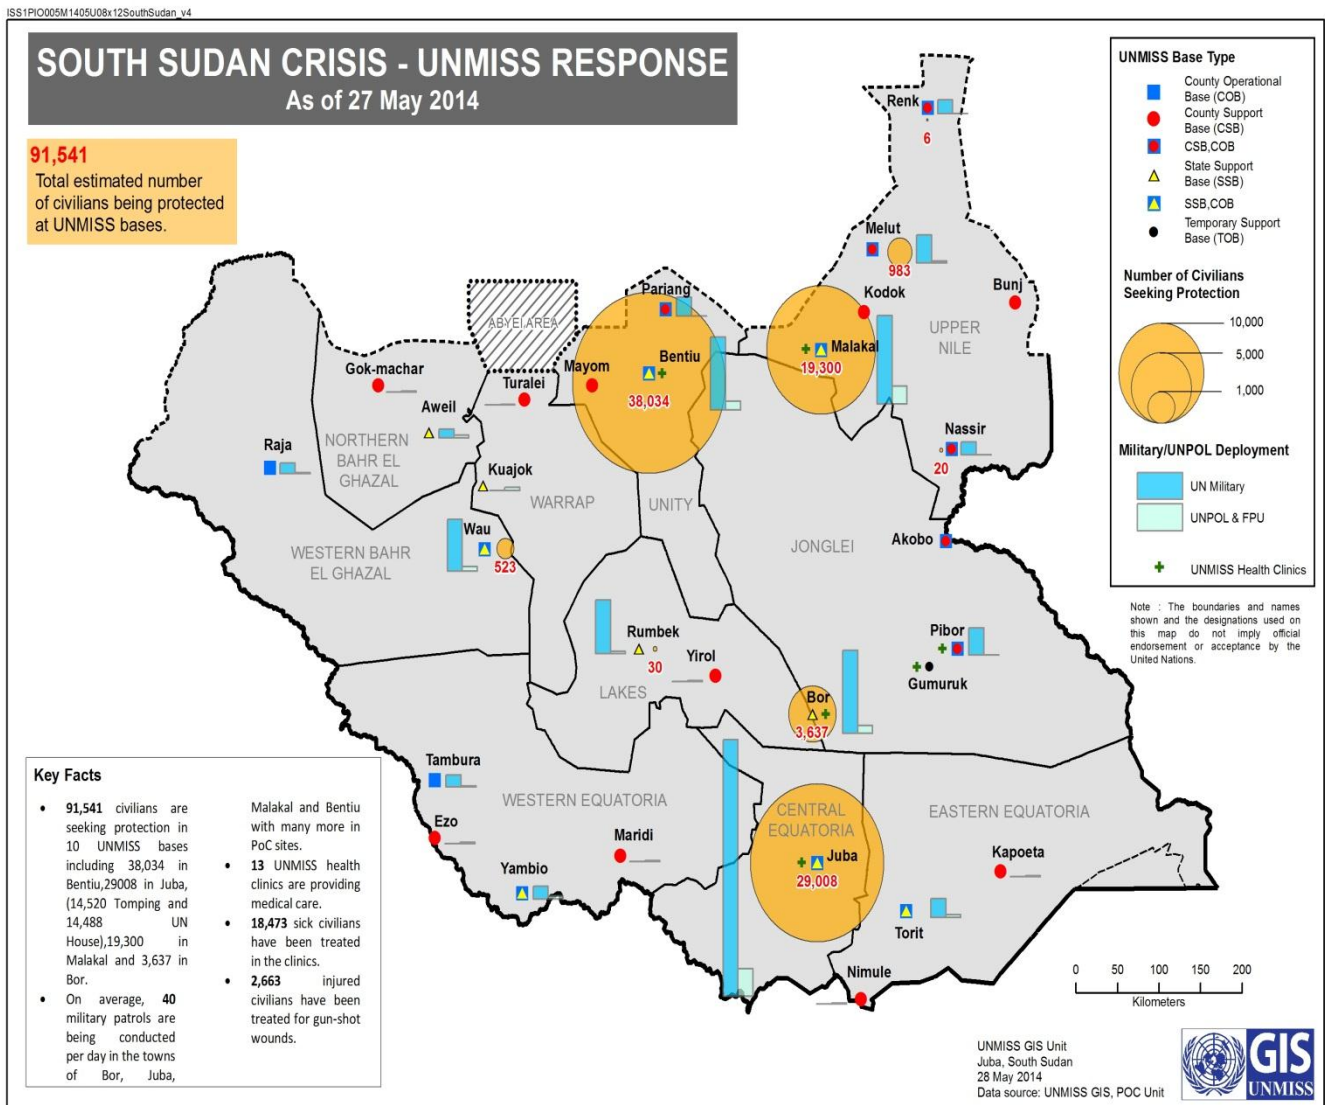 ISS1PIO005M1405U08x12SouthSudan_v4
SOUTH SUDAN CRISIS - UNMISS RESPONSE
As of 27 May 2014
91,541
Total estimated number
of civilians being protected
at UNMISS bases.
UNMISS Base Type
County Operational
Base (COB)
County Support
Base (CSB)
CSB,COB
State Support
Base (SSB)
SSB,COB
Temporary Support
Base (TOB)
Number of Civilians
Seeking Protection
10,000
5,000
1,000
Military/UNPOL Deployment
UN Military
UNPOL & FPU
UNMISS Health Clinics
Note : The boundaries and names
shown and the designations used on
this map do not imply official
endorsement or acceptance by the
United Nations.
Renk
6
Melut
983
Kodok
Bunj
UPPER
NILE
Pariang
ABYEI AREA
Bentiu
38,034
Malakal
19,300
Mayom
Turalei
Gok-machar
Aweil
NORTHERN
BAHR EL
GHAZAL
Raja
Kuajok
WARRAP
UNITY
Nassir
20
Wau
523
WESTERN BAHR
EL GHAZAL
JONGLEI
Akobo
Rumbek
30
Yirol
LAKES
Pibor
Gumuruk
Bor
3,637
Tambura
WESTERN EQUATORIA
CENTRAL
EQUATORIA
EASTERN EQUATORIA
Ezo
Maridi
Yambio
Juba
29,008
Kapoeta
Torit
Nimule
Key Facts
• 91,541 civilians are
seeking protection in
10 UNMISS bases
including 38,034 in
Bentiu,29008 in Juba,
(14,520 Tomping and
14,488 UN
House),19,300 in
Malakal and 3,637 in
Bor.
• On average, 40
military patrols are
being conducted
per day in the towns
of Bor, Juba,
Malakal and Bentiu
with many more in
PoC sites.
• 13 UNMISS health
clinics are providing
medical care.
• 18,473 sick civilians
have been treated
in the clinics.
• 2,663 injured
civilians have been
treated for gun-shot
wounds.
0 50 100 150 200
Kilometers
UNMISS GIS Unit
Juba, South Sudan
28 May 2014
Data source: UNMISS GIS, POC Unit
GIS
UNMISS